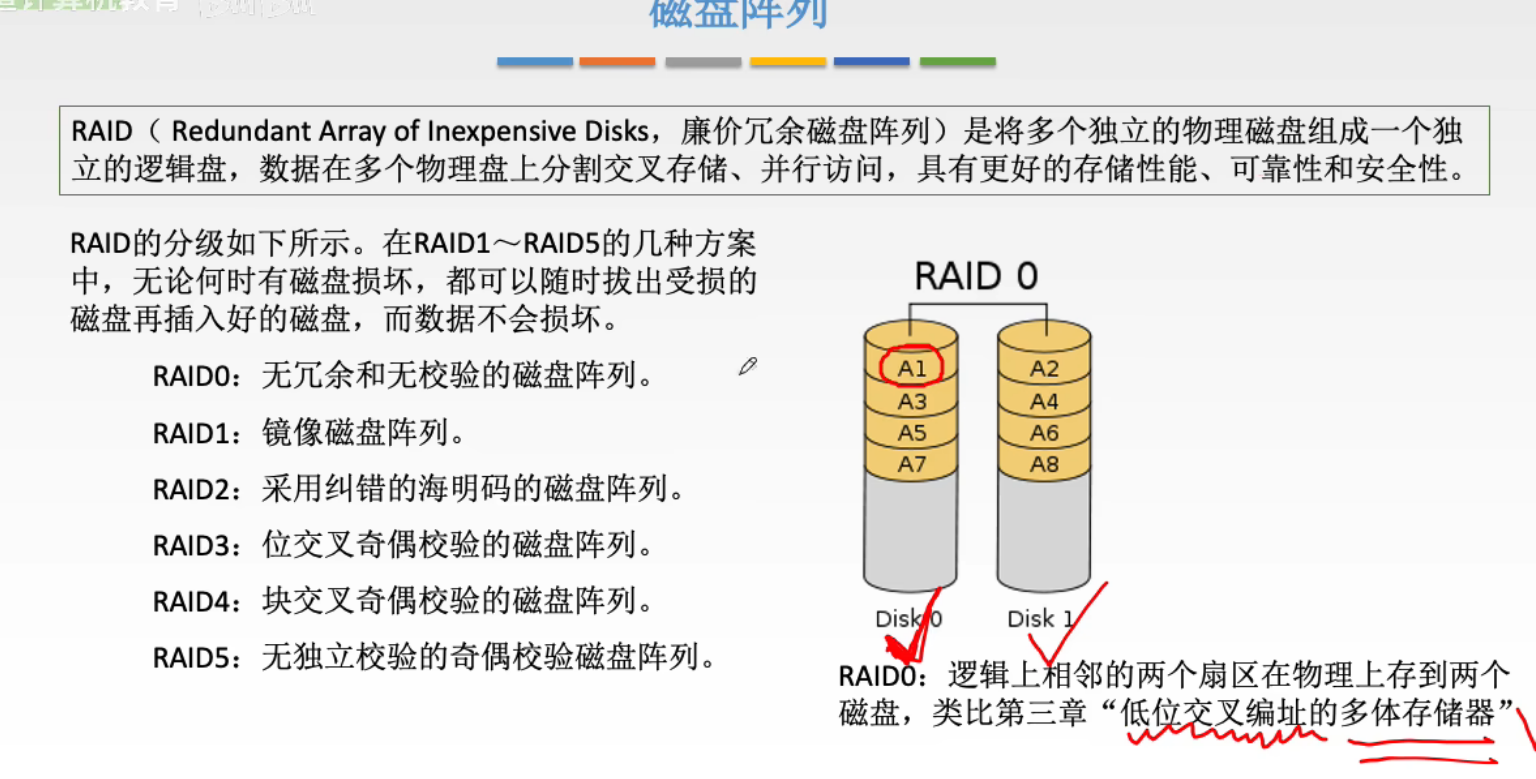 磁盘阵列
RAID（ Redundant Array of Inexpensive Disks，廉价冗余磁盘阵列）是将多个独立的物理磁盘组成一个独
立的逻辑盘，数据在多个物理盘上分割交叉存储、并行访问，具有更好的存储性能、可靠性和安全性。
RAID的分级如下所示。在RAID1～RAID5的几种方案
中，无论何时有磁盘损坏，都可以随时拔出受损的
磁盘再插入好的磁盘，而数据不会损坏。
RAID0：无冗余和无校验的磁盘阵列。
RAID1：镜像磁盘阵列。
RAID2：采用纠错的海明码的磁盘阵列。
RAID3：位交叉奇偶校验的磁盘阵列。
RAID4：块交叉奇偶校验的磁盘阵列。
RAID5：无独立校验的奇偶校验磁盘阵列。
RAID 0
A1 A2
A3 A4
A5 A6
A7 A8
Disk 0 Disk 1
RAID0：逻辑上相邻的两个扇区在物理上存到两个
磁盘，类比第三章“低位交叉编址的多体存储器”